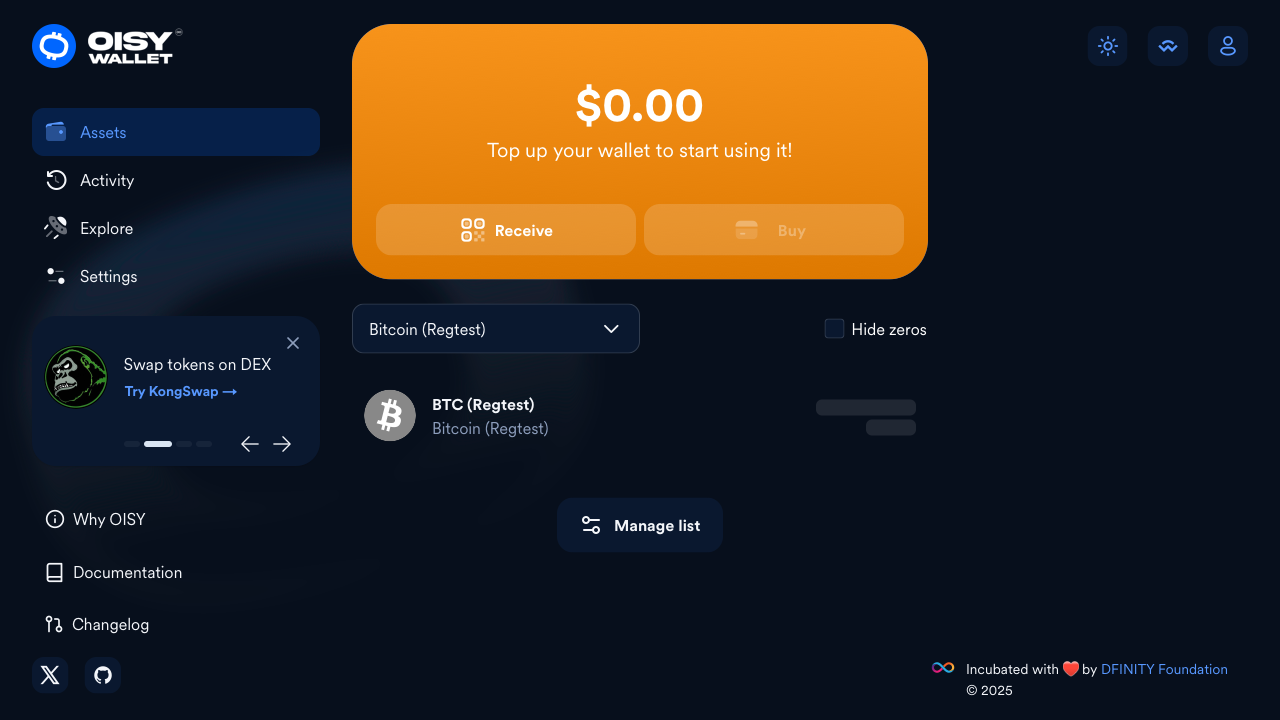 OISY
WALLET
Assets
Activity
Explore
Settings
Swap tokens on DEX
Try KongSwap →
Why OISY
Documentation
Changelog
$0.00
Top up your wallet to start using it!
Receive
Buy
Bitcoin (Regtest)
Hide zeros
BTC (Regtest)
Bitcoin (Regtest)
Manage list
Incubated with ❤️ by DFINITY Foundation
© 2025